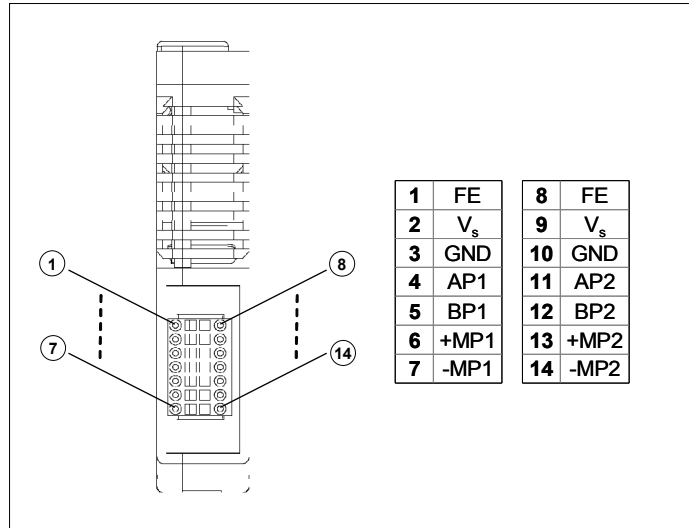 1
8
7
14
1 FE 8 FE
2 Vs 9 Vs
3 GND 10 GND
4 AP1 11 AP2
5 BP1 12 BP2
6 +MP1 13 +MP2
7 -MP1 14 -MP2